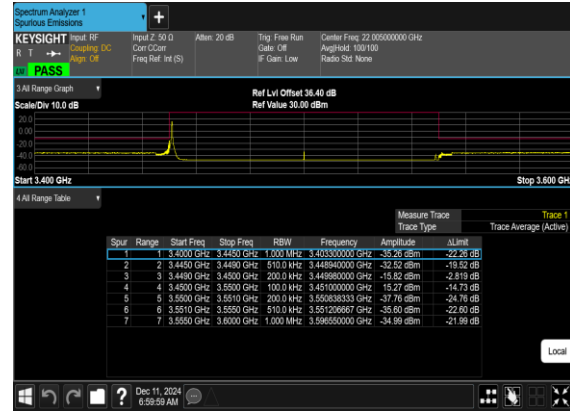 Spectrum Analyzer 1
Spurious Emissions
KEYSIGHT Input: RF
R T Coupling: DC
Align: Off
LM PASS
Input Z: 50 Ω
Corr CCorr
Freq Ref: Int (S)
Atten: 20 dB
Trig: Free Run
Gate: Off
IF Gain: Low
Center Freq: 22.005000000 GHz
Avg|Hold: 100/100
Radio Std: None
3 All Range Graph
Scale/Div 10.0 dB
Ref Lvl Offset 36.40 dB
Ref Value 30.00 dBm
20.0
0.00
-20.0
-40.0
-60.0
Start 3.400 GHz
Stop 3.600 GHz
4 All Range Table
Measure Trace Trace 1
Trace Type Trace Average (Active)
Spur Range Start Freq Stop Freq RBW Frequency Amplitude ΔLimit
1 1 3.4000 GHz 3.4450 GHz 1.000 MHz 3.403300000 GHz -35.26 dBm -22.26 dB
2 2 3.4450 GHz 3.4490 GHz 510.0 kHz 3.448940000 GHz -32.52 dBm -19.52 dB
3 3 3.4490 GHz 3.4500 GHz 200.0 kHz 3.449980000 GHz -15.82 dBm -2.819 dB
4 4 3.4500 GHz 3.5500 GHz 100.0 kHz 3.451000000 GHz 15.27 dBm -14.73 dB
5 5 3.5500 GHz 3.5510 GHz 200.0 kHz 3.550838333 GHz -37.76 dBm -24.76 dB
6 6 3.5510 GHz 3.5550 GHz 510.0 kHz 3.551206667 GHz -35.60 dBm -22.60 dB
7 7 3.5550 GHz 3.6000 GHz 1.000 MHz 3.596550000 GHz -34.99 dBm -21.99 dB
Local
?
Dec 11, 2024
6:59:59 AM